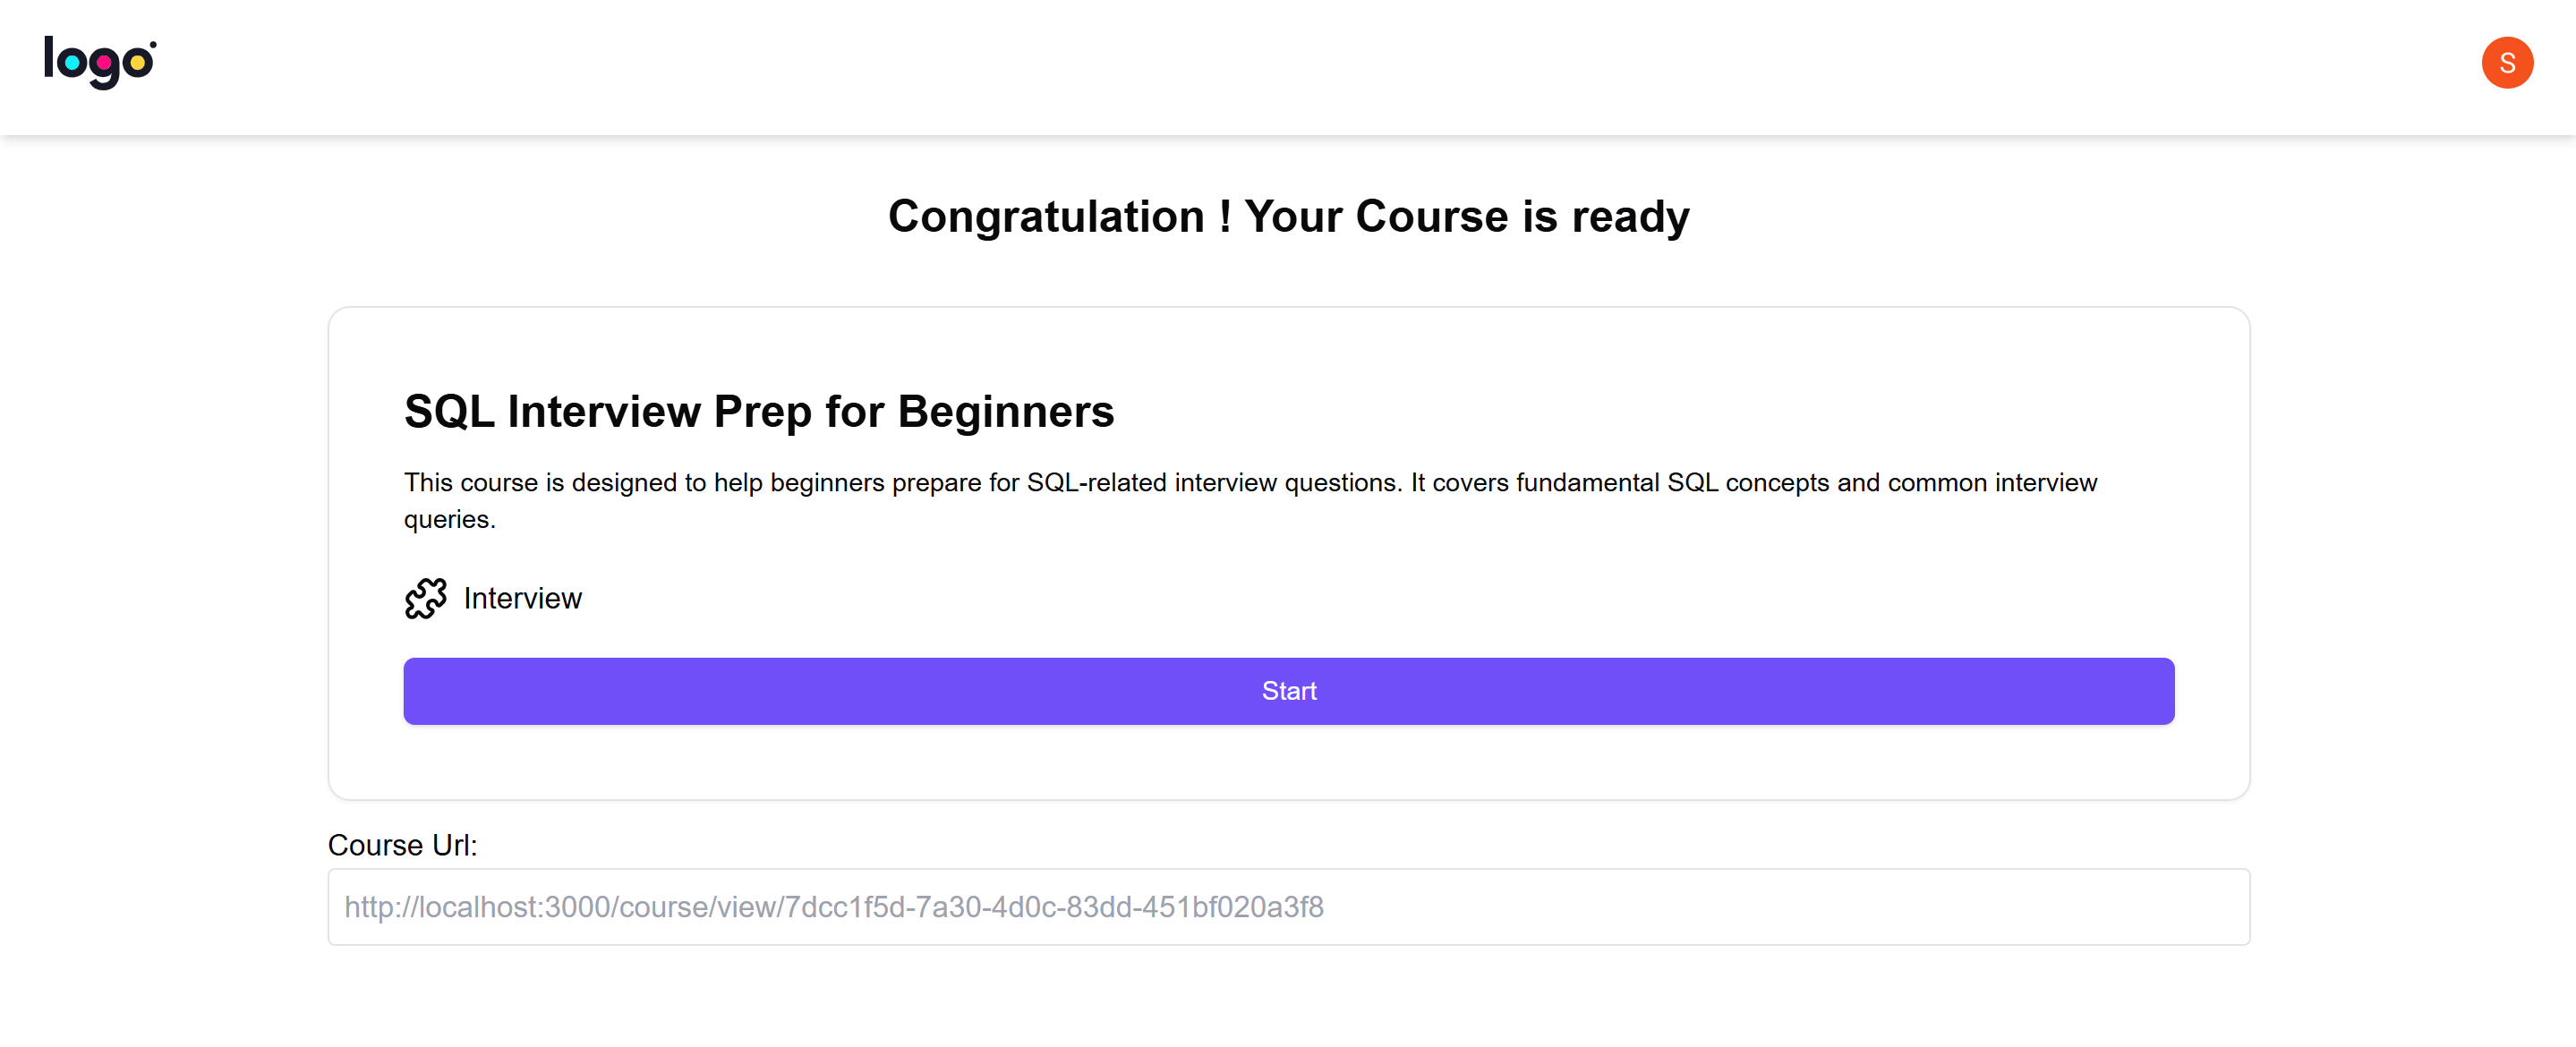 logo
S
Congratulation ! Your Course is ready
SQL Interview Prep for Beginners
This course is designed to help beginners prepare for SQL-related interview questions. It covers fundamental SQL concepts and common interview
queries.
Interview
Start
Course Url:
http://localhost:3000/course/view/7dcc1f5d-7a30-4d0c-83dd-451bf020a3f8